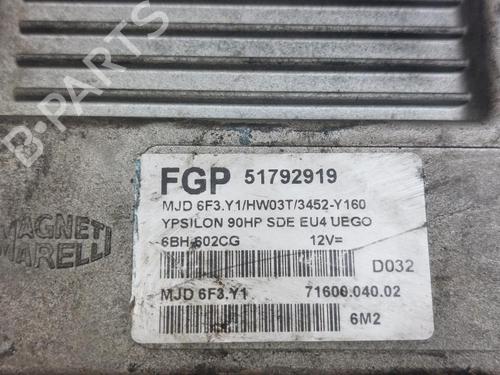 B-PARTS
FGP 51792919
MJD 6F3.Y1/HW03T/3452-Y160
YPSILON 90HP SDE EU4 UEGO
6BH-602CG 12V=
D032
MAGNETI
MARELLI
MJD 6F3.Y1 71600.040.02
6M2